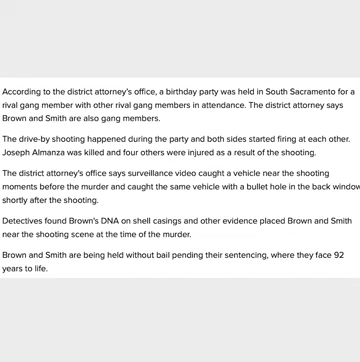 According to the district attorney's office, a birthday party was held in South Sacramento for a
rival gang member with other rival gang members in attendance. The district attorney says
Brown and Smith are also gang members.
The drive-by shooting happened during the party and both sides started firing at each other.
Joseph Almanza was killed and four others were injured as a result of the shooting.
The district attorney's office says surveillance video caught a vehicle near the shooting
moments before the murder and caught the same vehicle with a bullet hole in the back window
shortly after the shooting.
Detectives found Brown's DNA on shell casings and other evidence placed Brown and Smith
near the shooting scene at the time of the murder.
Brown and Smith are being held without bail pending their sentencing, where they face 92
years to life.